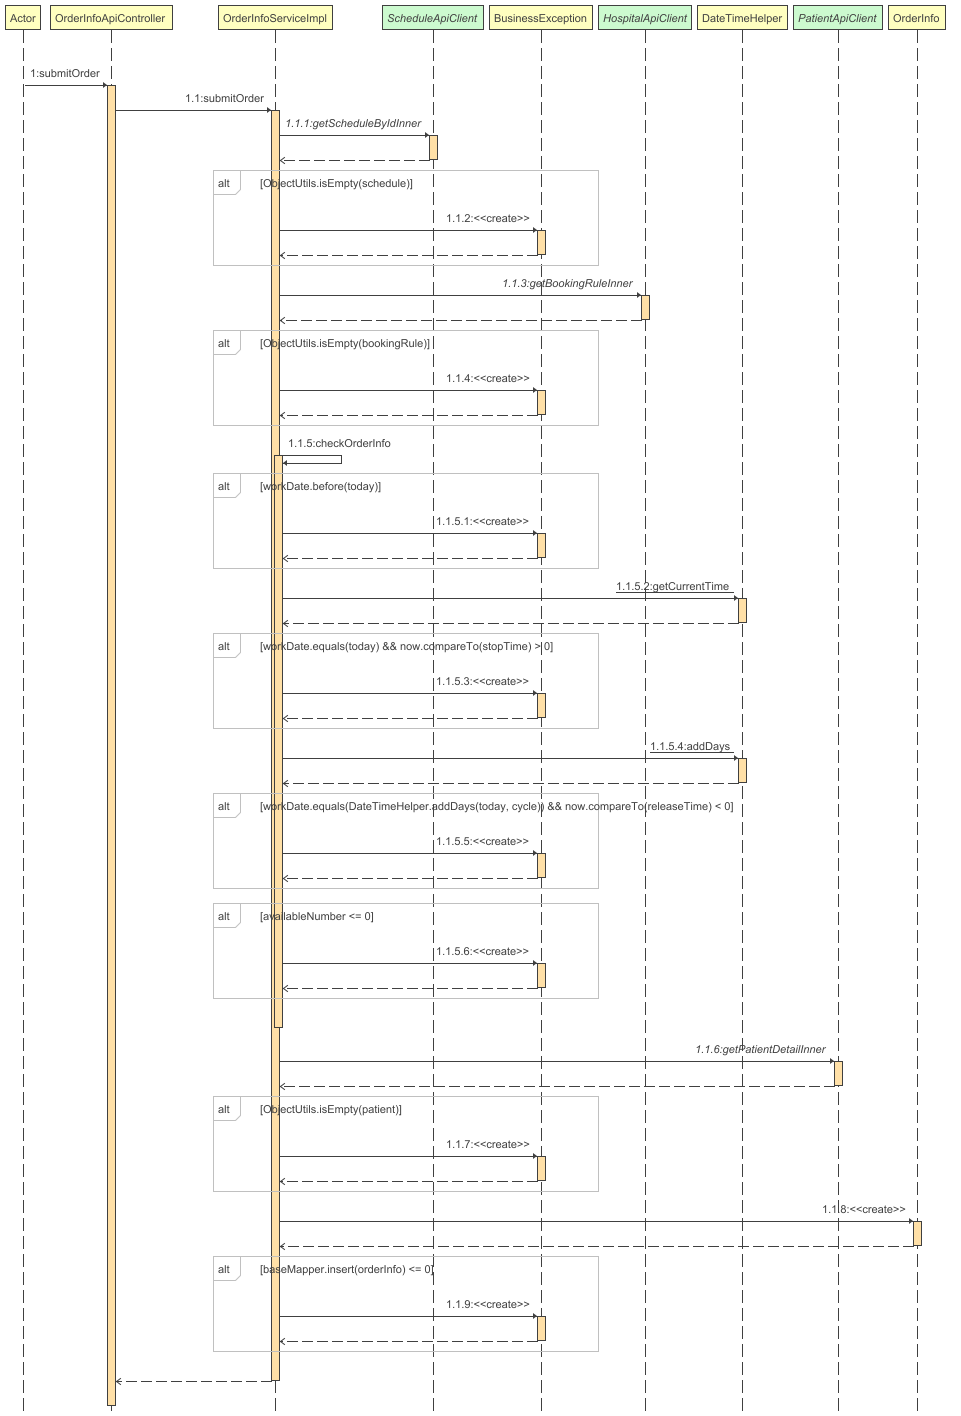 Actor OrderInfoApiController OrderInfoServiceImpl ScheduleApiClient BusinessException HospitalApiClient DateTimeHelper PatientApiClient OrderInfo
1:submitOrder
1.1:submitOrder
1.1.1:getScheduleByIdInner
alt [ObjectUtils.isEmpty(schedule)]
1.1.2:<<create>>
1.1.3:getBookingRuleInner
alt [ObjectUtils.isEmpty(bookingRule)]
1.1.4:<<create>>
1.1.5:checkOrderInfo
alt [workDate.before(today)]
1.1.5.1:<<create>>
1.1.5.2:getCurrentTime
alt [workDate.equals(today) && now.compareTo(stopTime) > 0]
1.1.5.3:<<create>>
1.1.5.4:addDays
alt [workDate.equals(DateTimeHelper.addDays(today, cycle)) && now.compareTo(releaseTime) < 0]
1.1.5.5:<<create>>
alt [availableNumber <= 0]
1.1.5.6:<<create>>
1.1.6:getPatientDetailInner
alt [ObjectUtils.isEmpty(patient)]
1.1.7:<<create>>
1.1.8:<<create>>
alt [baseMapper.insert(orderInfo) <= 0]
1.1.9:<<create>>